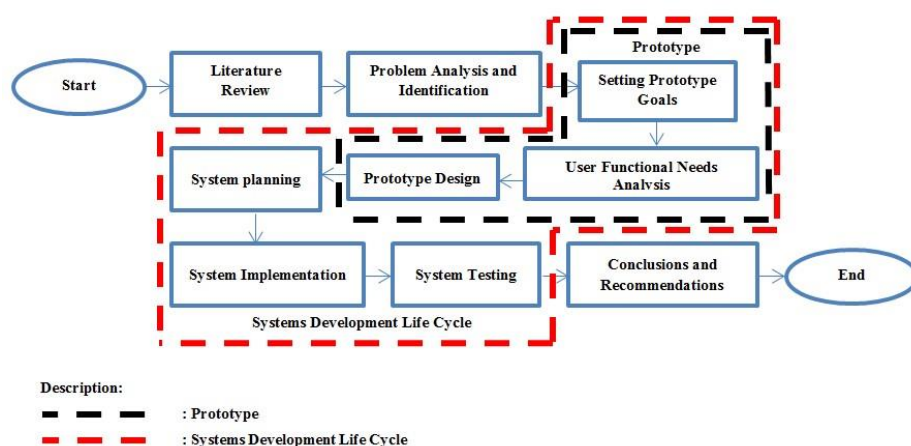 Prototype
Start
Literature
Review
Problem Analysis and
Identification
Setting Prototype
Goals
System planning
Prototype Design
User Functional Needs
Analysis
System Implementation
System Testing
Conclusions and
Recommendations
End
Systems Development Life Cycle
Description:
: Prototype
: Systems Development Life Cycle